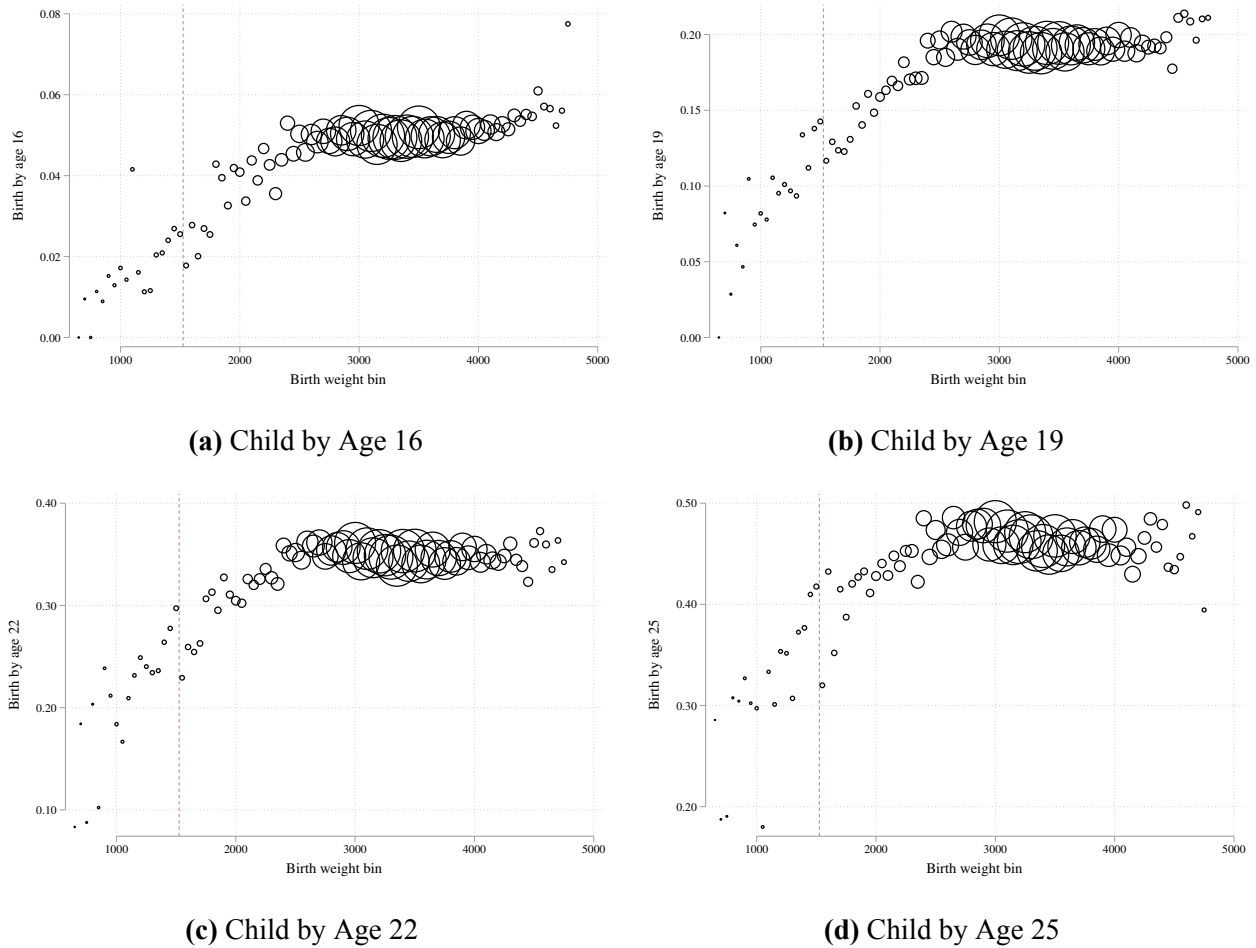 0.08
0.06
0.04
0.02
0.00
Birth by age 16
1000 2000 3000 4000 5000
Birth weight bin
(a) Child by Age 16
0.20
0.15
0.10
0.05
0.00
Birth by age 19
1000 2000 3000 4000 5000
Birth weight bin
(b) Child by Age 19
0.40
0.30
0.20
0.10
Birth by age 22
1000 2000 3000 4000 5000
Birth weight bin
(c) Child by Age 22
0.50
0.40
0.30
0.20
Birth by age 25
1000 2000 3000 4000 5000
Birth weight bin
(d) Child by Age 25